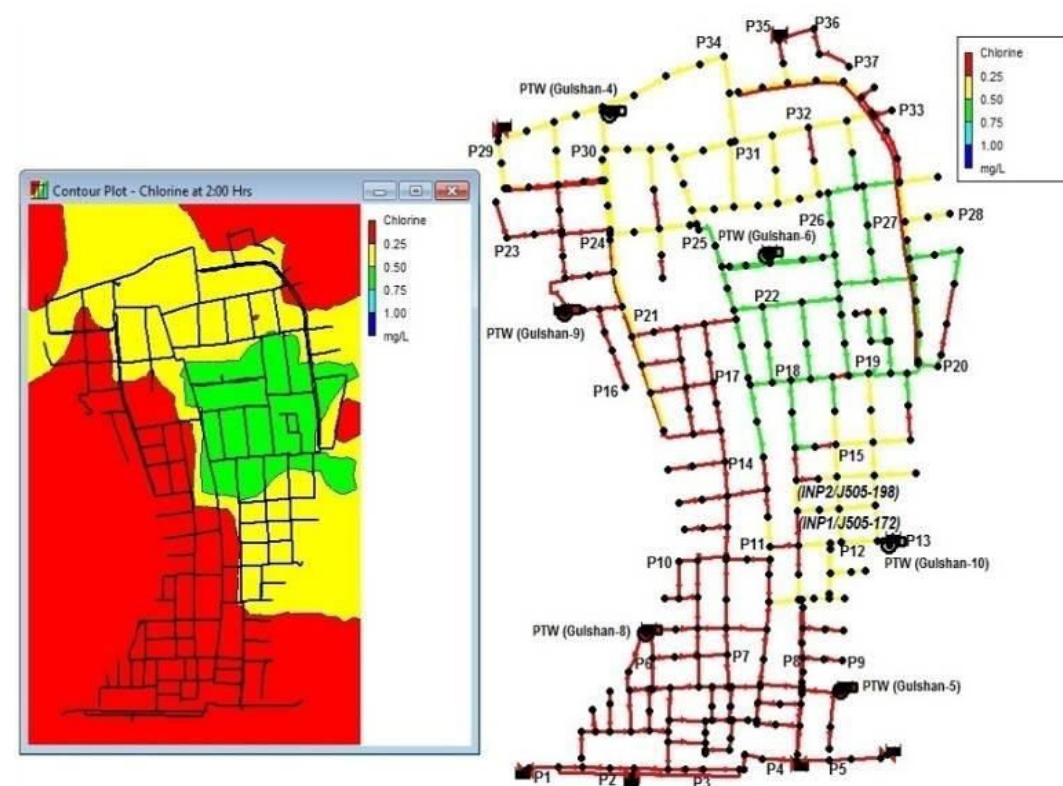 Contour Plot - Chlorine at 2:00 Hrs
Chlorine
0.25
0.50
0.75
1.00
mg/L
P35
P36
P34
P37
Chlorine
0.25
0.50
0.75
1.00
mg/L
PTW (Gulshan-4)
P33
P32
P29
P30
P31
P28
P26
P27
P23
P24
P25
PTW (Gulshan-6)
P22
P21
PTW (Gulshan-9)
P20
P19
P18
P17
P16
P15
P14
(INP2/J505-198)
(INP1/J505-172)
P11
P12
P13
PTW (Gulshan-10)
P10
PTW (Gulshan-8)
P6
P7
P8
P9
PTW (Gulshan-5)
P1
P2
P3
P4
P5